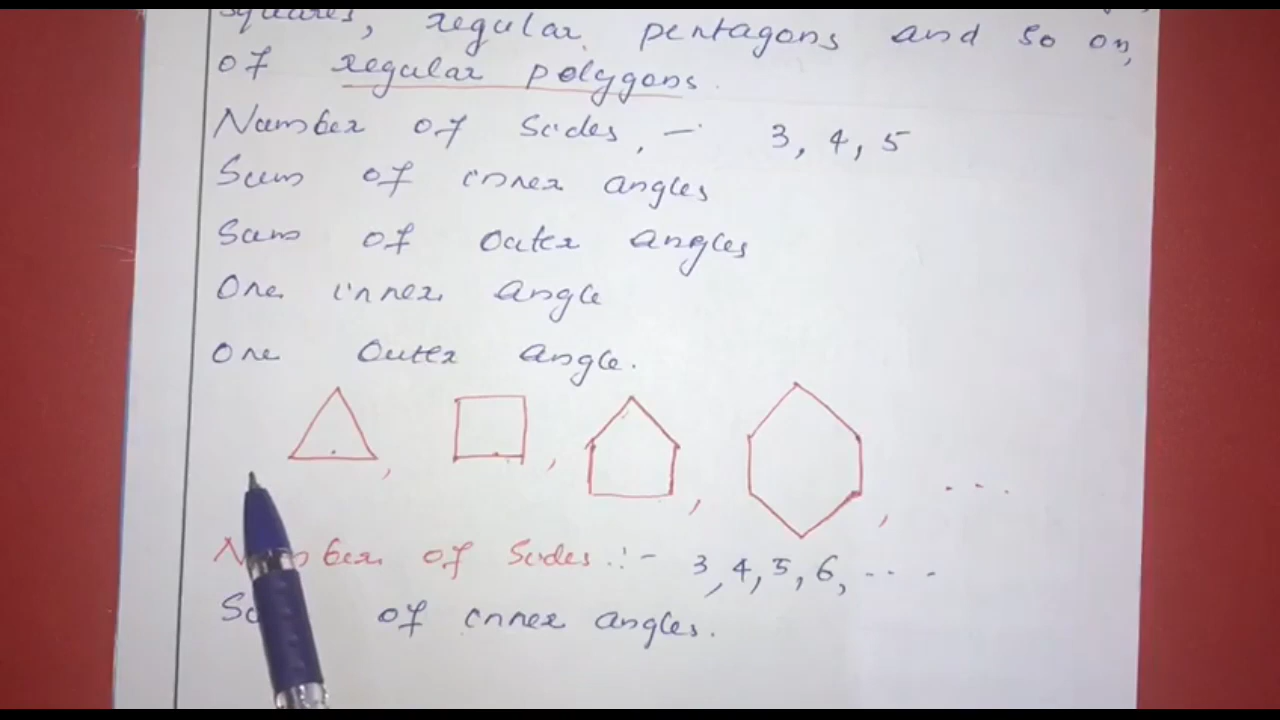 squares, regular pentagons and so on,
of regular polygons.
Number of Sides, - 3, 4, 5
Sum of inner angles
Sum of outer angles
One inner angle
One outer angle.
Number of Sides :- 3, 4, 5, 6, ....
of inner angles.